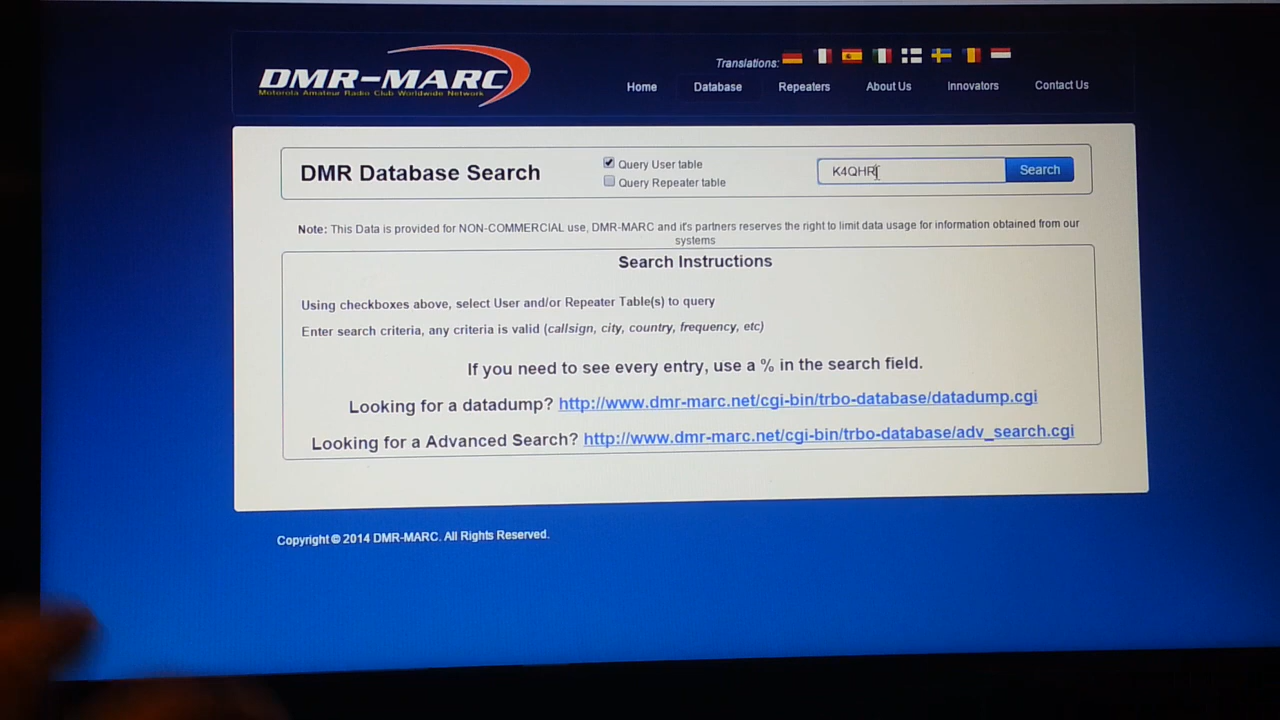 DMR-MARC
Motorola Amateur Radio Club Worldwide Network
Translations:
Home Database Repeaters About Us Innovators Contact Us
DMR Database Search
Query User table
Query Repeater table
K4QHR
Search
Note: This Data is provided for NON-COMMERCIAL use, DMR-MARC and it's partners reserves the right to limit data usage for information obtained from our
systems
Search Instructions
Using checkboxes above, select User and/or Repeater Table(s) to query
Enter search criteria, any criteria is valid (callsign, city, country, frequency, etc)
If you need to see every entry, use a % in the search field.
Looking for a datadump? http://www.dmr-marc.net/cgi-bin/trbo-database/datadump.cgi
Looking for a Advanced Search? http://www.dmr-marc.net/cgi-bin/trbo-database/adv_search.cgi
Copyright © 2014 DMR-MARC. All Rights Reserved.